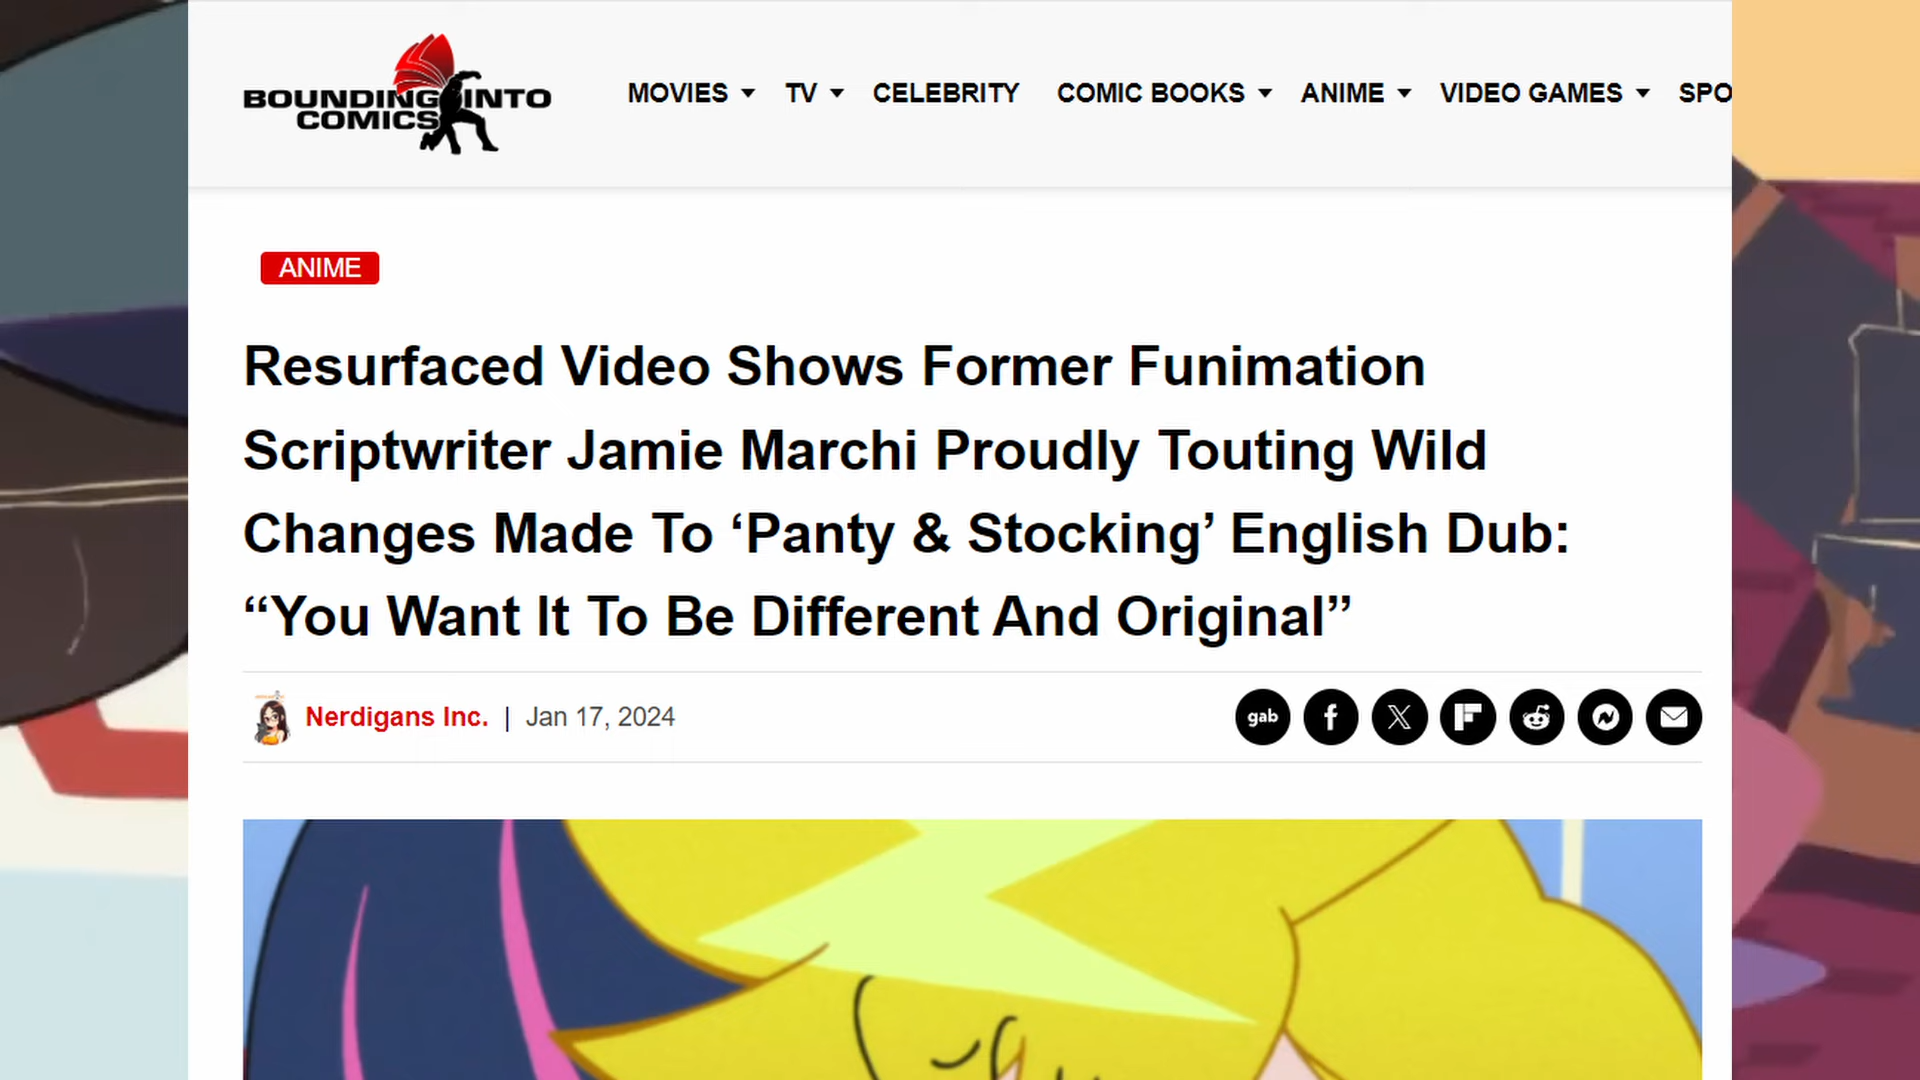 BOUNDING INTO
COMICS
MOVIES TV CELEBRITY COMIC BOOKS ANIME VIDEO GAMES SPO
ANIME
Resurfaced Video Shows Former Funimation
Scriptwriter Jamie Marchi Proudly Touting Wild
Changes Made To ‘Panty & Stocking’ English Dub:
“You Want It To Be Different And Original”
Nerdigans Inc. | Jan 17, 2024
gab